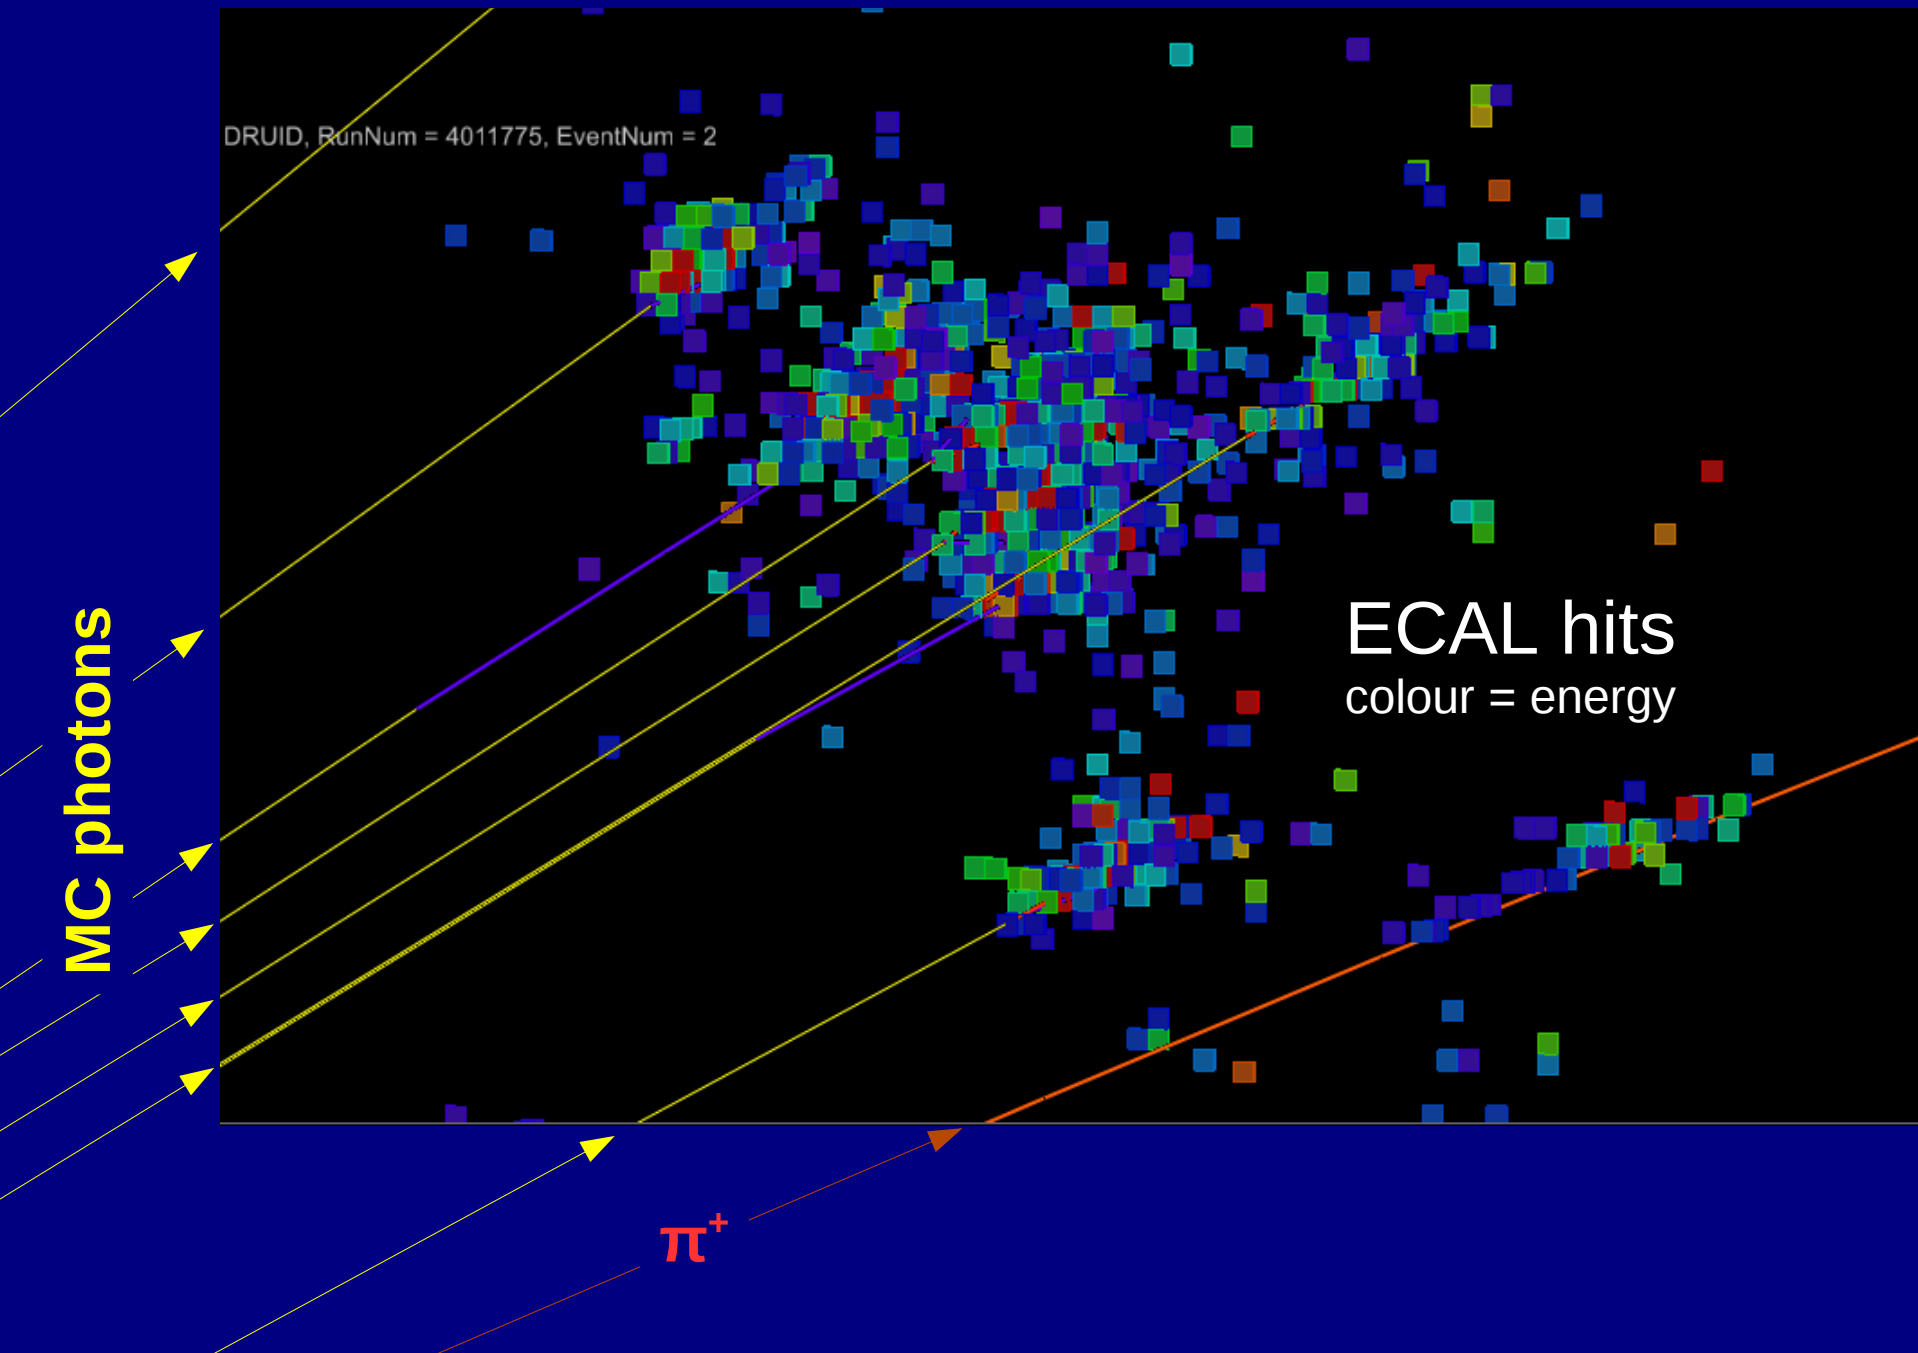 DRUID, RunNum = 4011775, EventNum = 2
MC photons
ECAL hits
colour = energy
π+